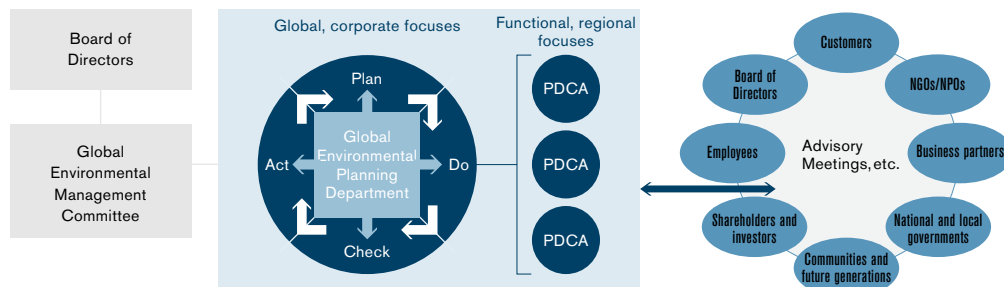 Board of
Directors
Global
Environmental
Management
Committee
Global, corporate focuses
Plan
Act
Global
Environmental
Planning
Department
Do
Check
Functional, regional
focuses
PDCA
PDCA
PDCA
Customers
Board of
Directors
NGOs/NPOs
Employees
Advisory
Meetings, etc.
Business partners
Shareholders and
investors
National and local
governments
Communities and
future generations